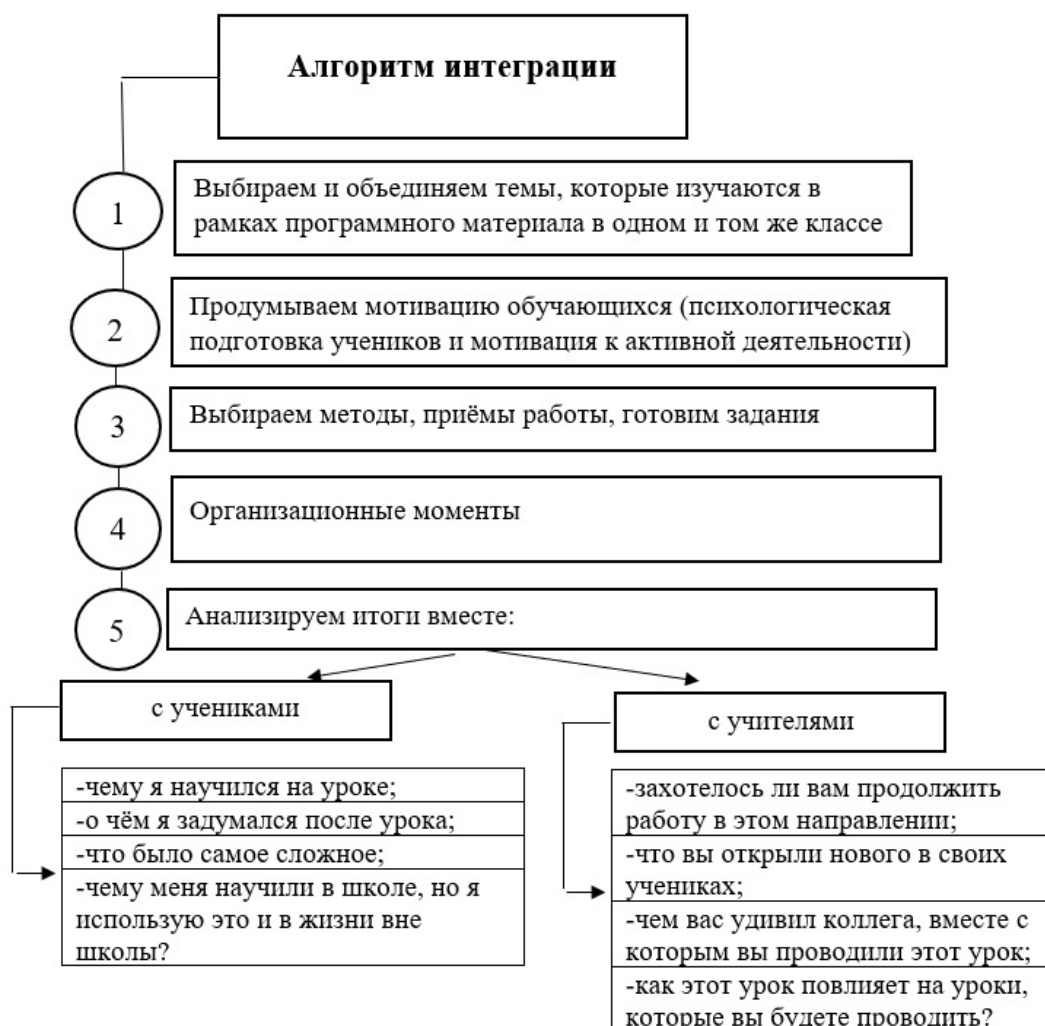 Алгоритм интеграции
1
Выбираем и объединяем темы, которые изучаются в
рамках программного материала в одном и том же классе
2
Продумываем мотивацию обучающихся (психологическая
подготовка учеников и мотивация к активной деятельности)
3
Выбираем методы, приёмы работы, готовим задания
4
Организационные моменты
5
Анализируем итоги вместе:
с учениками
-чему я научился на уроке;
-о чём я задумался после урока;
-что было самое сложное;
-чему меня научили в школе, но я
использую это и в жизни вне
школы?
с учителями
-захотелось ли вам продолжить
работу в этом направлении;
-что вы открыли нового в своих
учениках;
-чем вас удивил коллега, вместе с
которым вы проводили этот урок;
-как этот урок повлияет на уроки,
которые вы будете проводить?